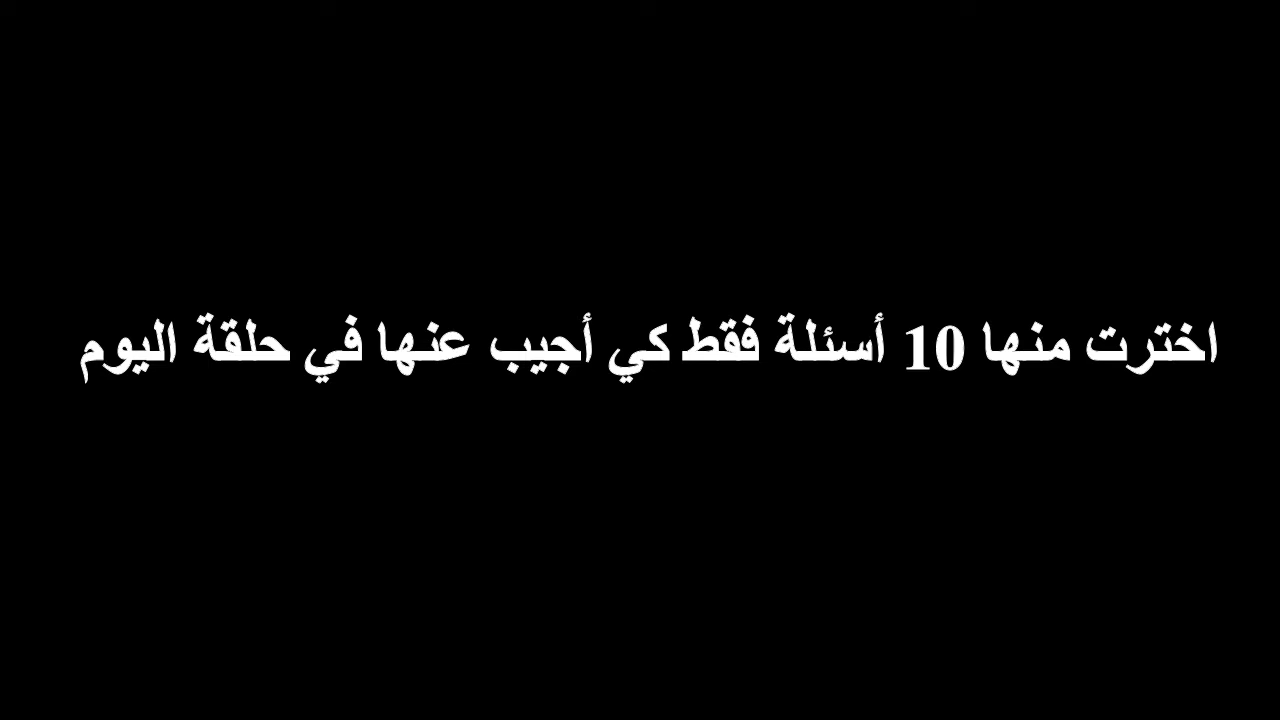 اخترت منها 10 أسئلة فقط كي أجيب عنها في حلقة اليوم